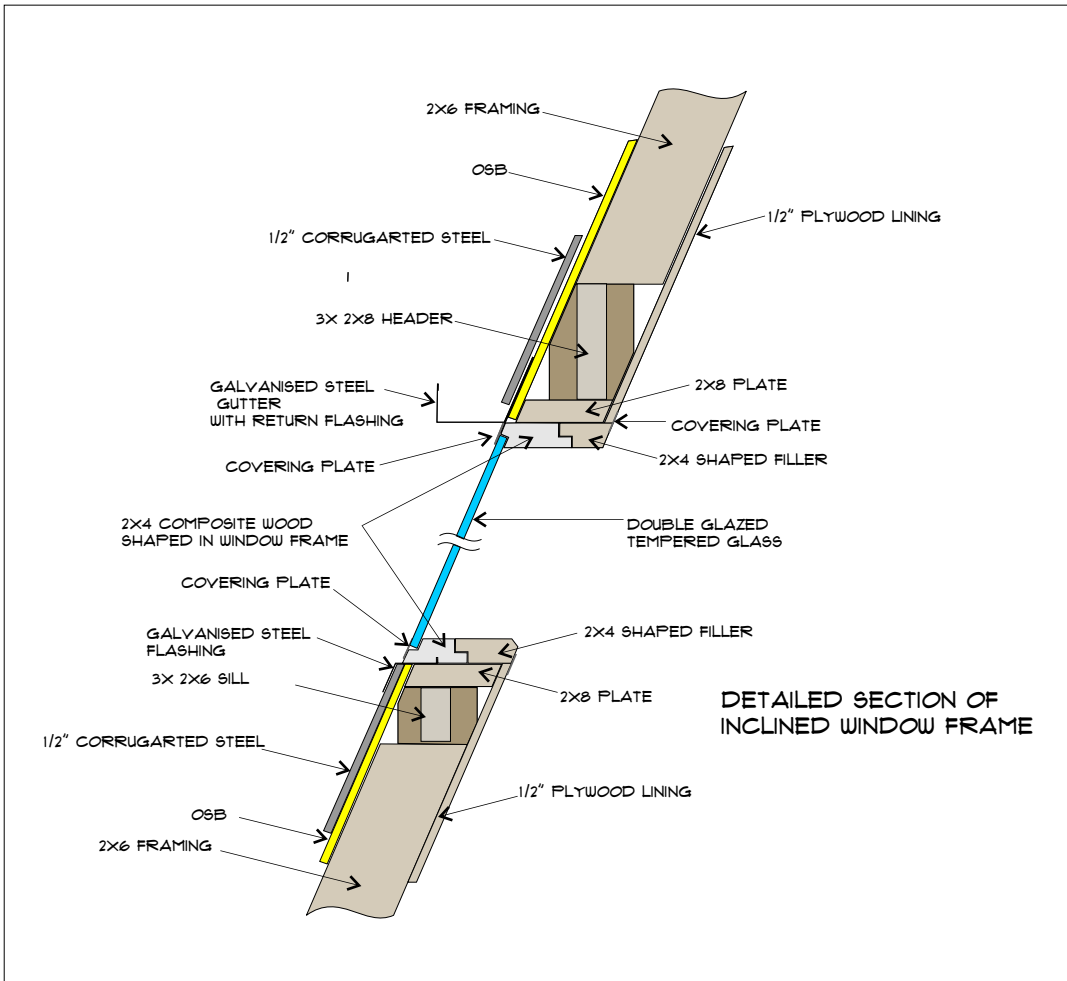 2X6 FRAMING
OSB
1/2" PLYWOOD LINING
1/2" CORRUGARTED STEEL
3X 2X8 HEADER
GALVANISED STEEL
GUTTER
WITH RETURN FLASHING
2X8 PLATE
COVERING PLATE
COVERING PLATE
2X4 SHAPED FILLER
2X4 COMPOSITE WOOD
SHAPED IN WINDOW FRAME
DOUBLE GLAZED
TEMPERED GLASS
COVERING PLATE
GALVANISED STEEL
FLASHING
2X4 SHAPED FILLER
3X 2X6 SILL
2X8 PLATE
DETAILED SECTION OF
INCLINED WINDOW FRAME
1/2" CORRUGARTED STEEL
1/2" PLYWOOD LINING
OSB
2X6 FRAMING